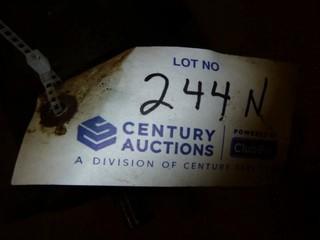 LOT NO
244 N
CENTURY
AUCTIONS
POWERED BY
A DIVISION OF CENTURY